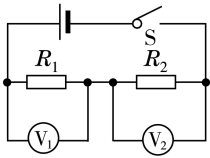 S
R₁ R₂
V₁ V₂